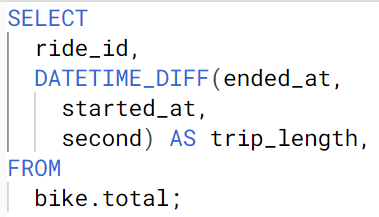 SELECT
  ride_id,
  DATETIME_DIFF(ended_at,
    started_at,
    second) AS trip_length,
FROM
  bike.total;